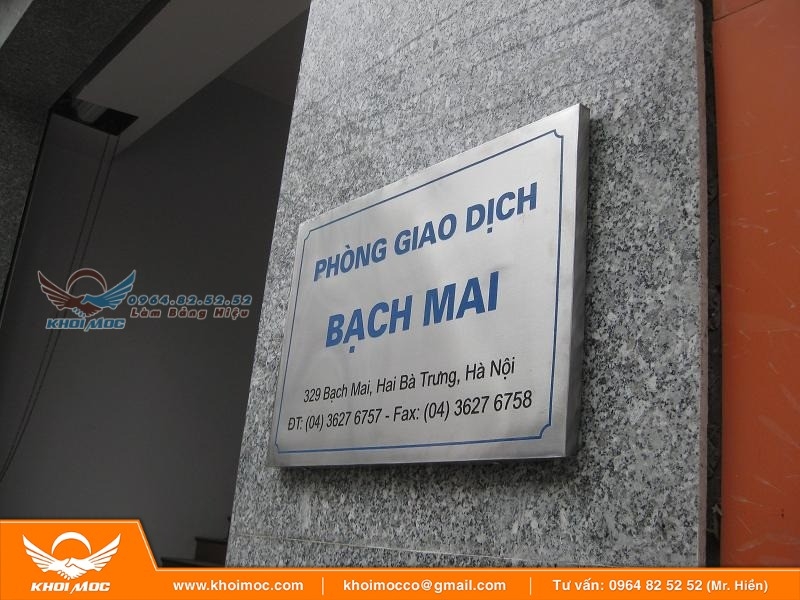 PHÒNG GIAO DỊCH
BẠCH MAI
329 Bạch Mai, Hai Bà Trưng, Hà Nội
ĐT: (04) 3627 6757 - Fax: (04) 3627 6758
0964.82.52.52
KHOI MOC Làm Bảng Hiệu
KHOI MOC
www.khoimoc.com | khoimocco@gmail.com | Tư vấn: 0964 82 52 52 (Mr. Hiển)